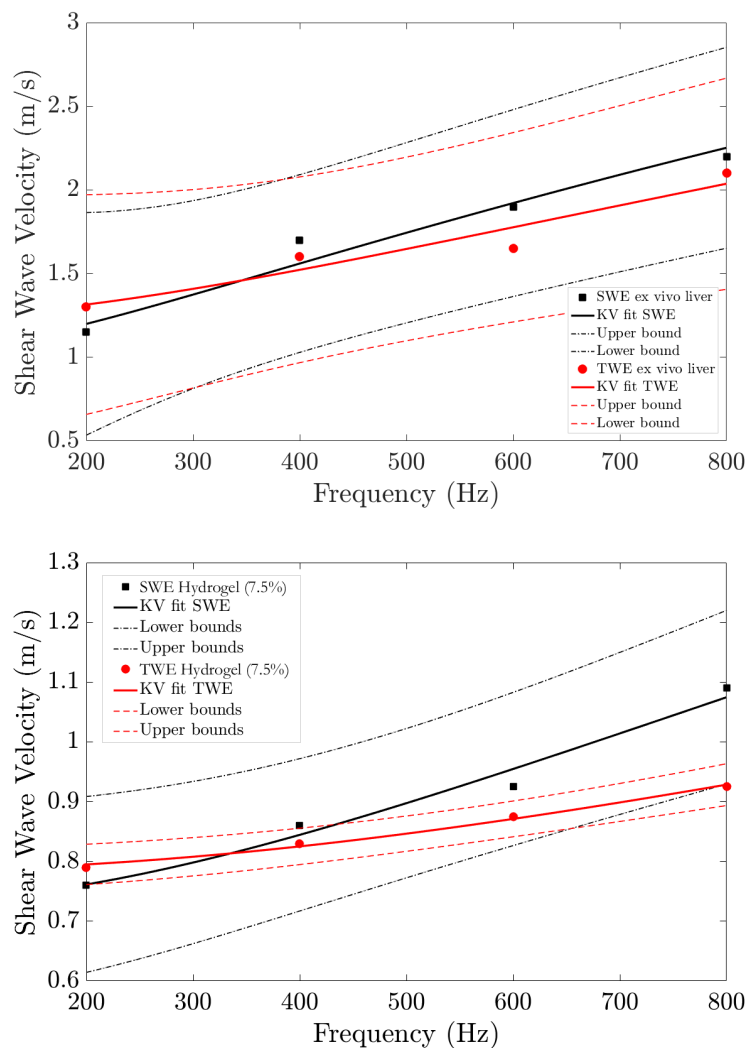 3
2.5
2
1.5
1
0.5
Shear Wave Velocity (m/s)
SWE ex vivo liver
KV fit SWE
Upper bound
Lower bound
TWE ex vivo liver
KV fit TWE
Upper bound
Lower bound
200 300 400 500 600 700 800
Frequency (Hz)
1.3
1.2
1.1
1
0.9
0.8
0.7
0.6
Shear Wave Velocity (m/s)
SWE Hydrogel (7.5%)
KV fit SWE
Lower bounds
Upper bounds
TWE Hydrogel (7.5%)
KV fit TWE
Lower bounds
Upper bounds
200 300 400 500 600 700 800
Frequency (Hz)